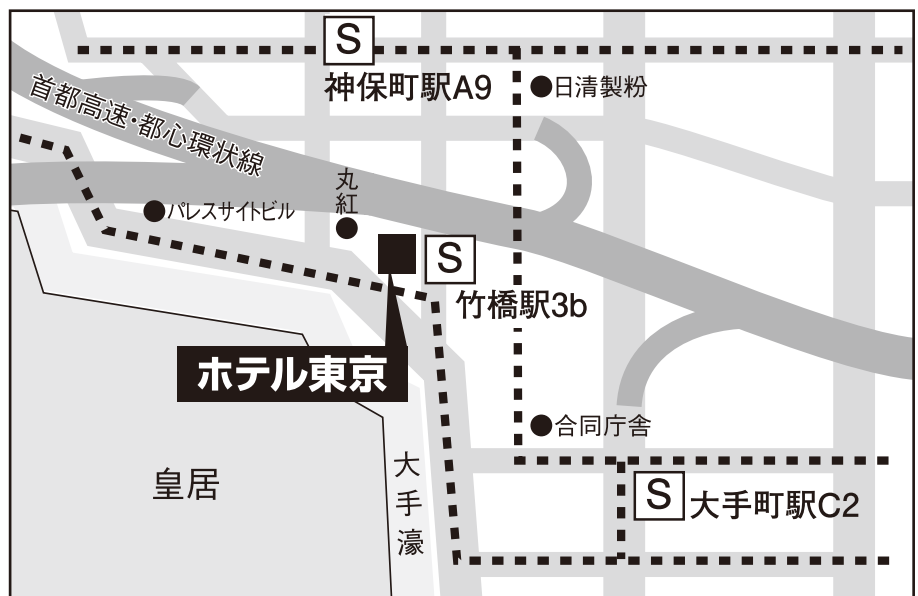 S
神保町駅A9
日清製粉
首都高速・都心環状線
丸紅
パレスサイトビル
S
竹橋駅3b
ホテル東京
合同庁舎
皇居
大手濠
S
大手町駅C2